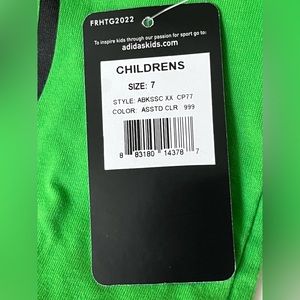 FRHTG2022
To inspire kids through our passion for sport go to:
adidaskids.com
CHILDRENS
SIZE: 7
STYLE: ABKSSC XX CP77
COLOR: ASSTD CLR 999
8 83180 14378 7